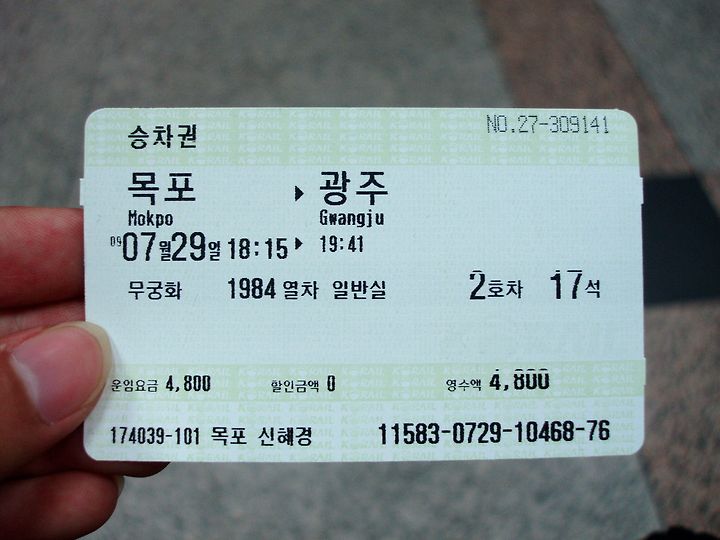 NO.27-309141
승차권
목포 ▶ 광주
Mokpo Gwangju
09 07월 29일 18:15 ▶ 19:41
무궁화 1984 열차 일반실 2호차 17석
운임요금 4,800 할인금액 0 영수액 4,800
174039-101 목포 신혜경 11583-0729-10468-76